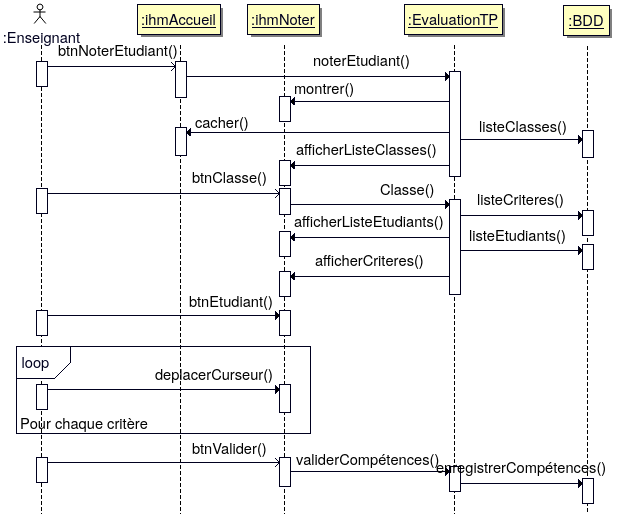 :ihmAccueil
:ihmNoter
:EvaluationTP
:BDD
:Enseignant
btnNoterEtudiant()
noterEtudiant()
montrer()
cacher()
listeClasses()
afficherListeClasses()
btnClasse()
Classe()
listeCriteres()
afficherListeEtudiants()
listeEtudiants()
afficherCriteres()
btnEtudiant()
loop
deplacerCurseur()
Pour chaque critère
btnValider()
validerCompétences()
enregistrerCompétences()